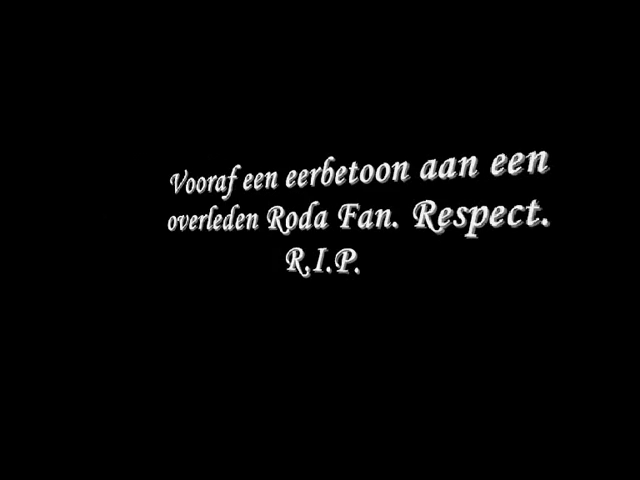 Vooraf een eerbetoon aan een
overleden Roda Fan. Respect.
R.I.P.